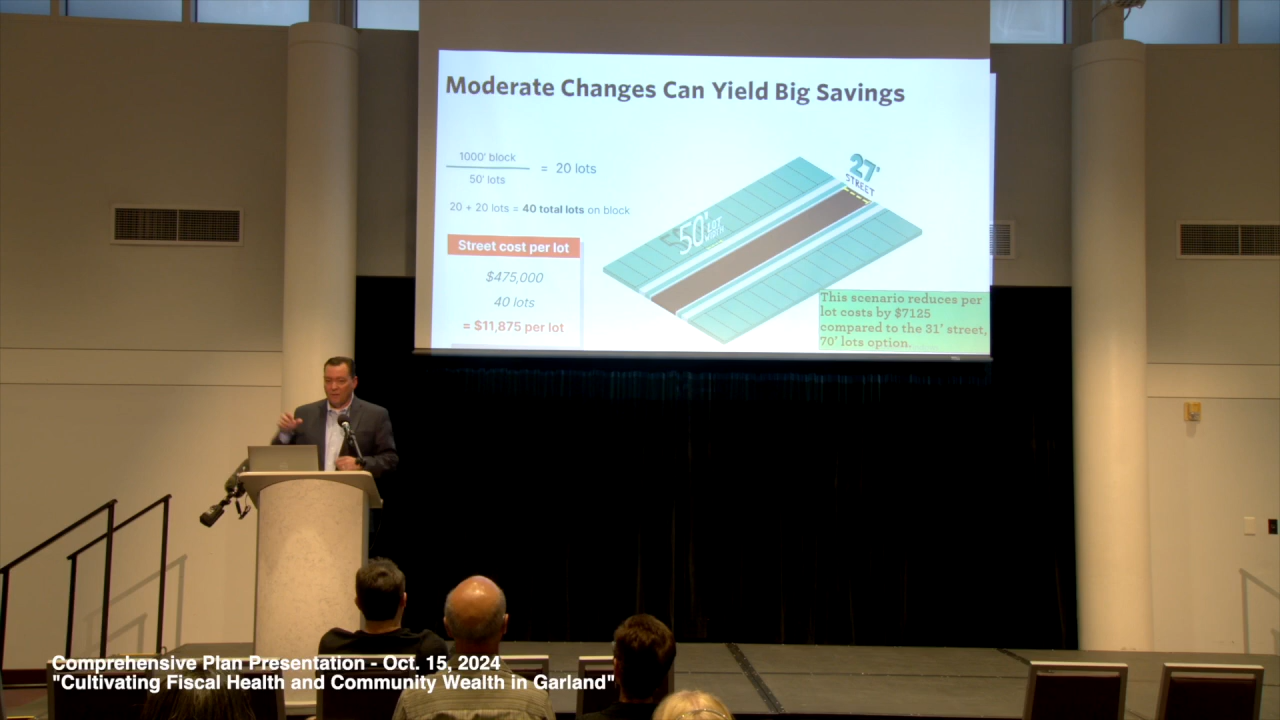 Moderate Changes Can Yield Big Savings
1000' block
50' lots
= 20 lots
20 + 20 lots = 40 total lots on block
Street cost per lot
$475,000
40 lots
= $11,875 per lot
27'
STREET
50' LOT
WIDTH
This scenario reduces per
lot costs by $7125
compared to the 31' street,
70' lots option.
Comprehensive Plan Presentation - Oct. 15, 2024
"Cultivating Fiscal Health and Community Wealth in Garland"